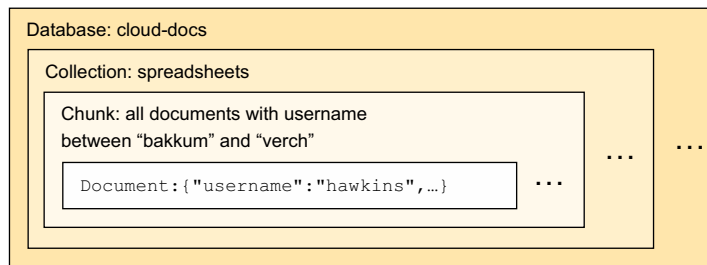 Database: cloud-docs
Collection: spreadsheets
Chunk: all documents with username
between “bakkum” and “verch”
Document:{"username":"hawkins",…}
...
...
...